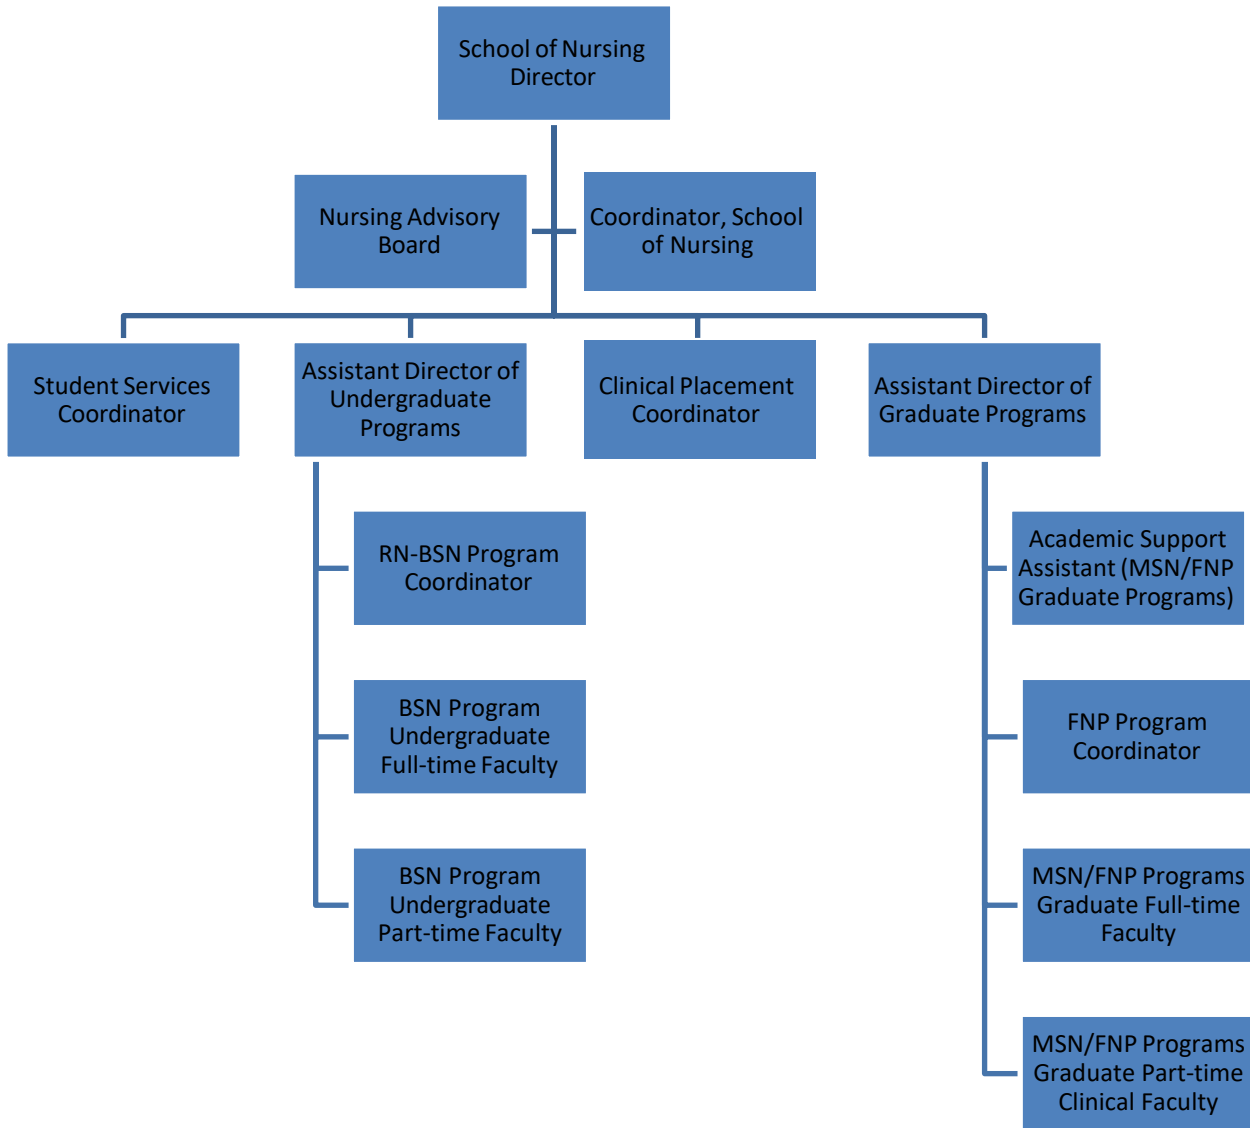 School of Nursing
Director
Nursing Advisory
Board
Coordinator, School
of Nursing
Student Services
Coordinator
Assistant Director of
Undergraduate
Programs
Clinical Placement
Coordinator
Assistant Director of
Graduate Programs
RN-BSN Program
Coordinator
BSN Program
Undergraduate
Full-time Faculty
BSN Program
Undergraduate
Part-time Faculty
Academic Support
Assistant (MSN/FNP
Graduate Programs)
FNP Program
Coordinator
MSN/FNP Programs
Graduate Full-time
Faculty
MSN/FNP Programs
Graduate Part-time
Clinical Faculty